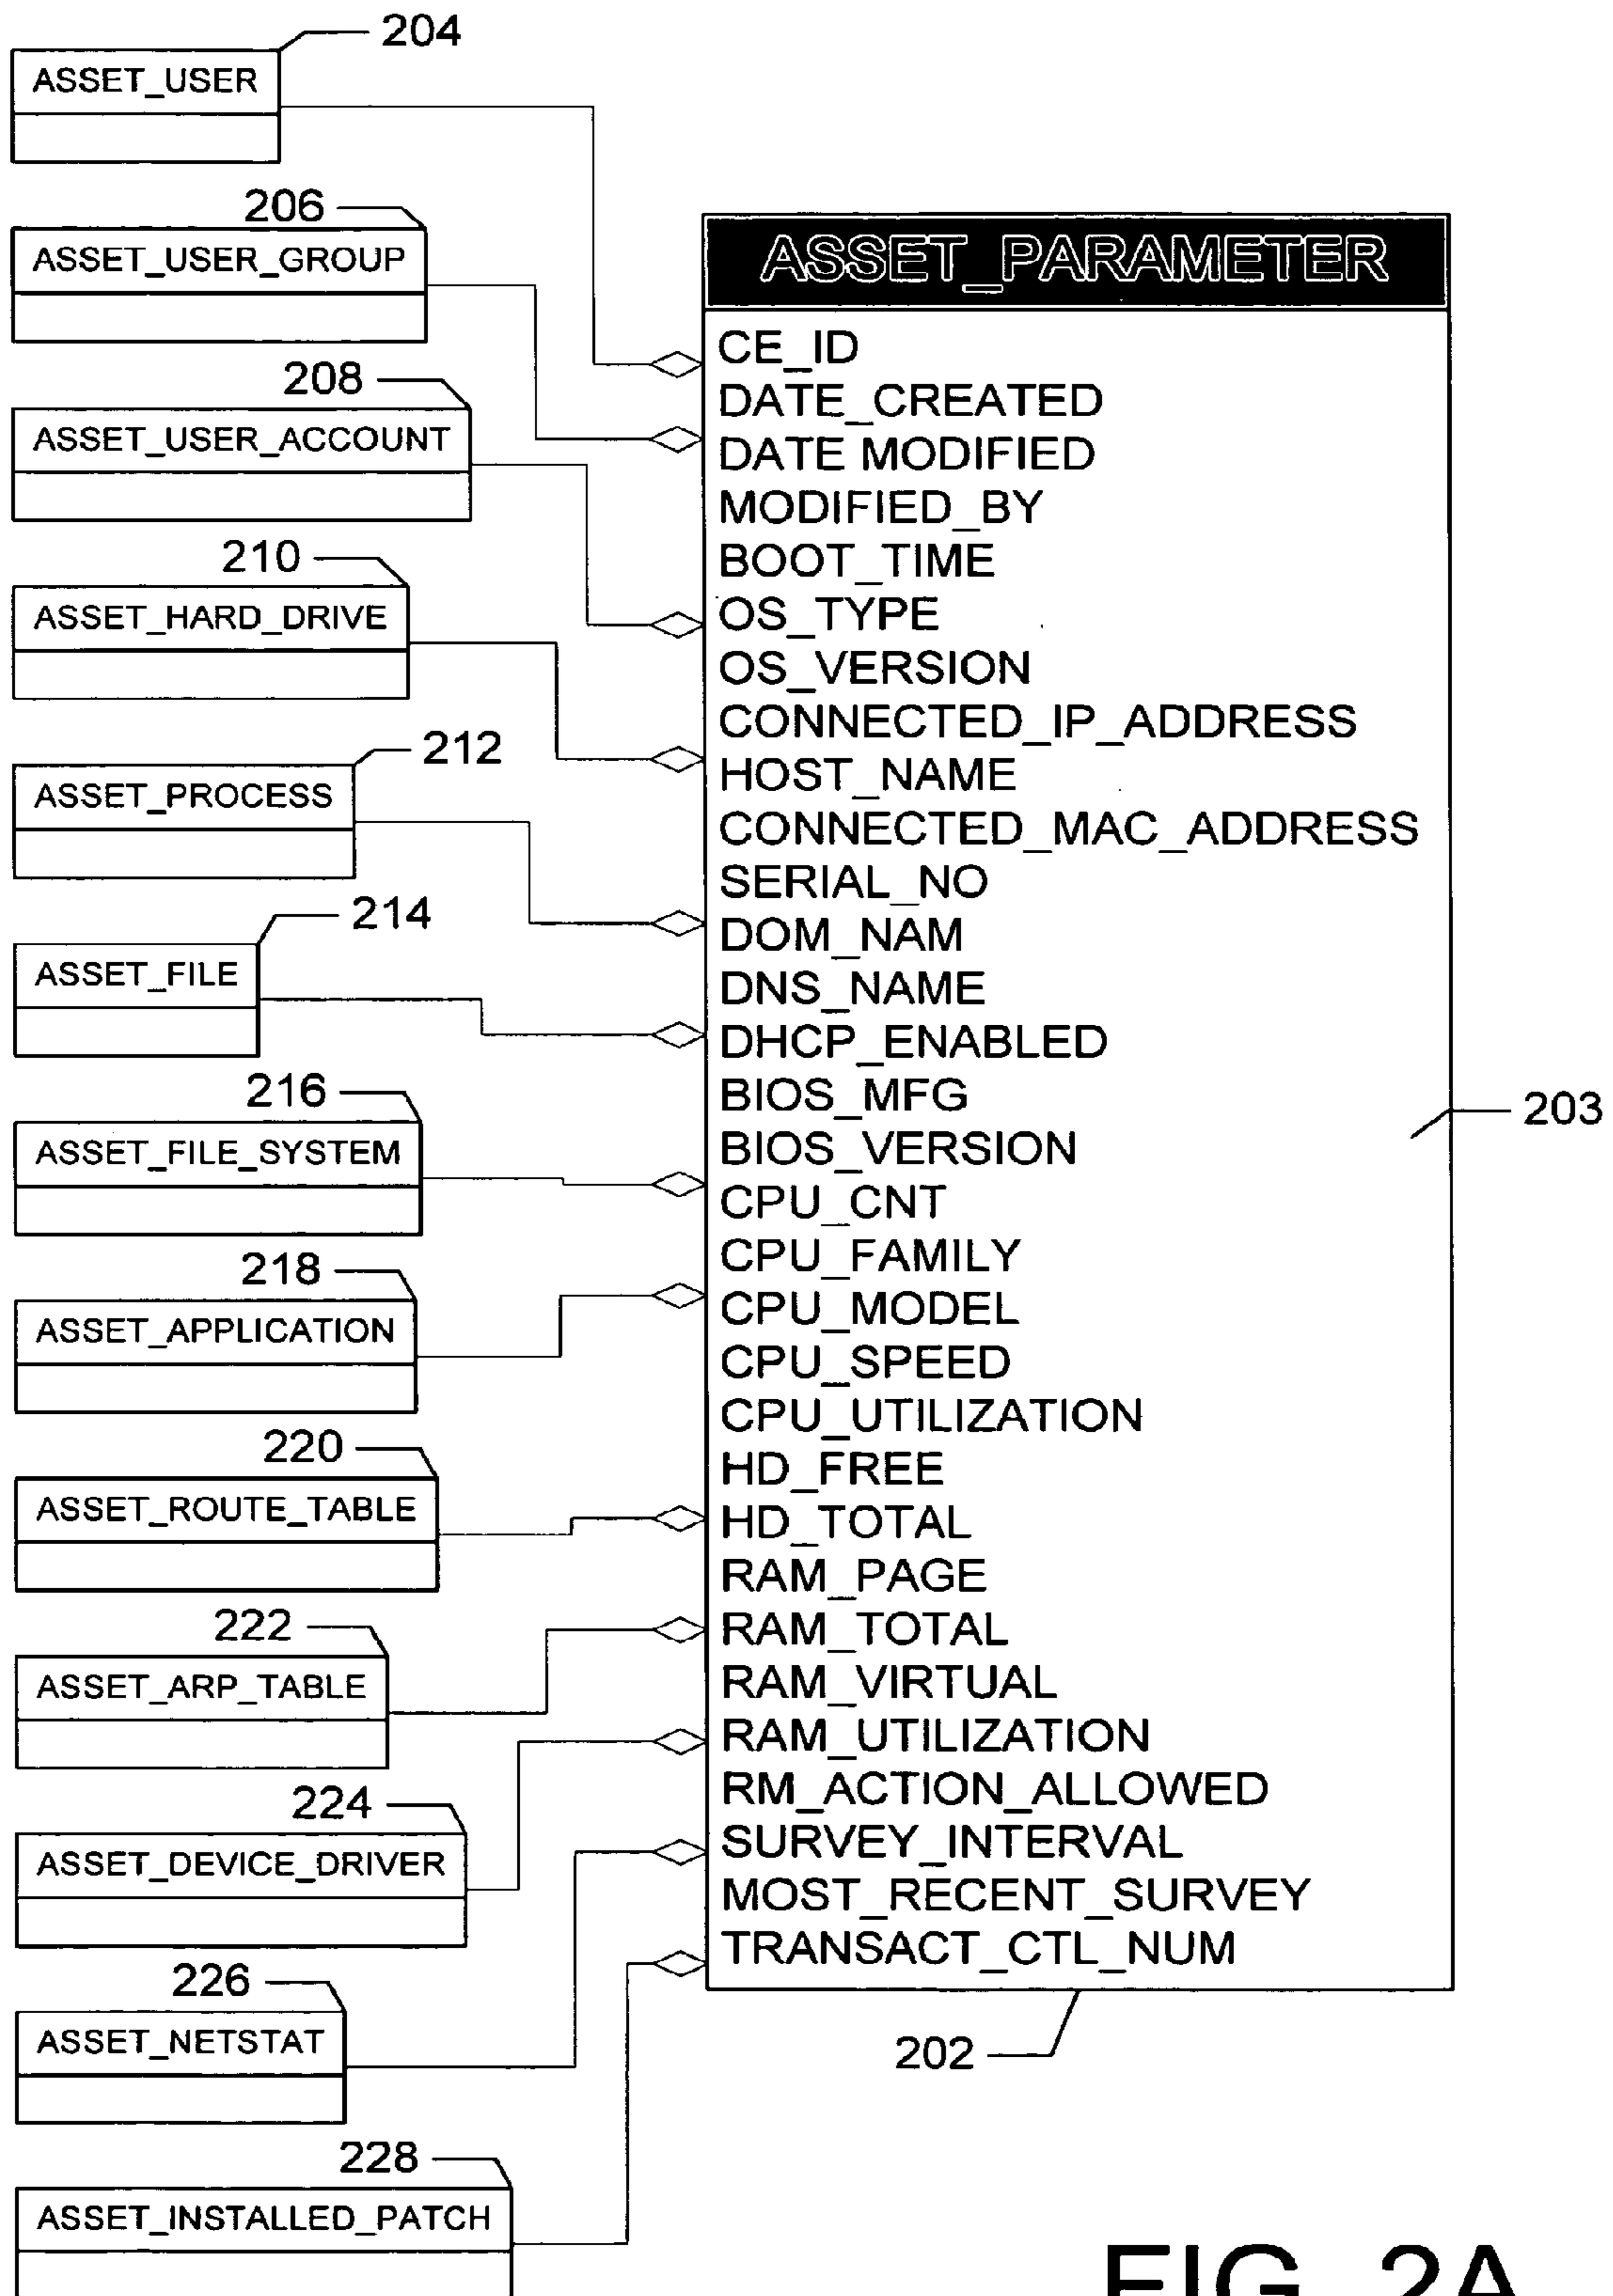 204
ASSET_USER
206
ASSET_USER_GROUP
208
ASSET_USER_ACCOUNT
210
ASSET_HARD_DRIVE
212
ASSET_PROCESS
214
ASSET_FILE
216
ASSET_FILE_SYSTEM
218
ASSET_APPLICATION
220
ASSET_ROUTE_TABLE
222
ASSET_ARP_TABLE
224
ASSET_DEVICE_DRIVER
226
ASSET_NETSTAT
228
ASSET_INSTALLED_PATCH
ASSET_PARAMETER
CE_ID
DATE_CREATED
DATE MODIFIED
MODIFIED_BY
BOOT_TIME
OS_TYPE
OS_VERSION
CONNECTED_IP_ADDRESS
HOST_NAME
CONNECTED_MAC_ADDRESS
SERIAL_NO
DOM_NAM
DNS_NAME
DHCP_ENABLED
BIOS_MFG
BIOS_VERSION
CPU_CNT
CPU_FAMILY
CPU_MODEL
CPU_SPEED
CPU_UTILIZATION
HD_FREE
HD_TOTAL
RAM_PAGE
RAM_TOTAL
RAM_VIRTUAL
RAM_UTILIZATION
RM_ACTION_ALLOWED
SURVEY_INTERVAL
MOST_RECENT_SURVEY
TRANSACT_CTL_NUM
203
202
FIG. 2A